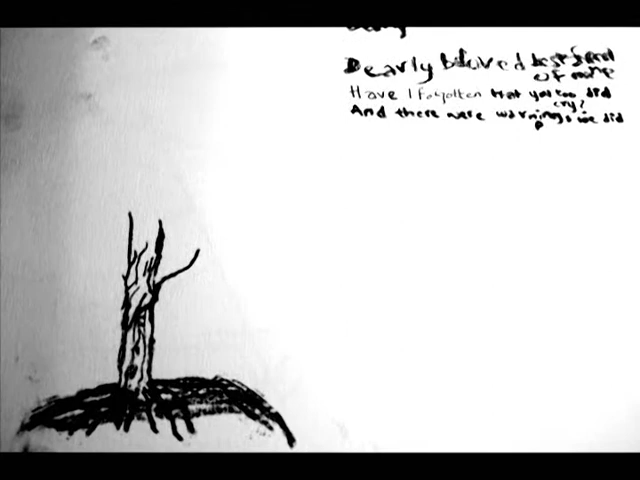 Dearly beloved best friend
of mine
Have I forgotten that you too did
cry?
And there were warnings we did